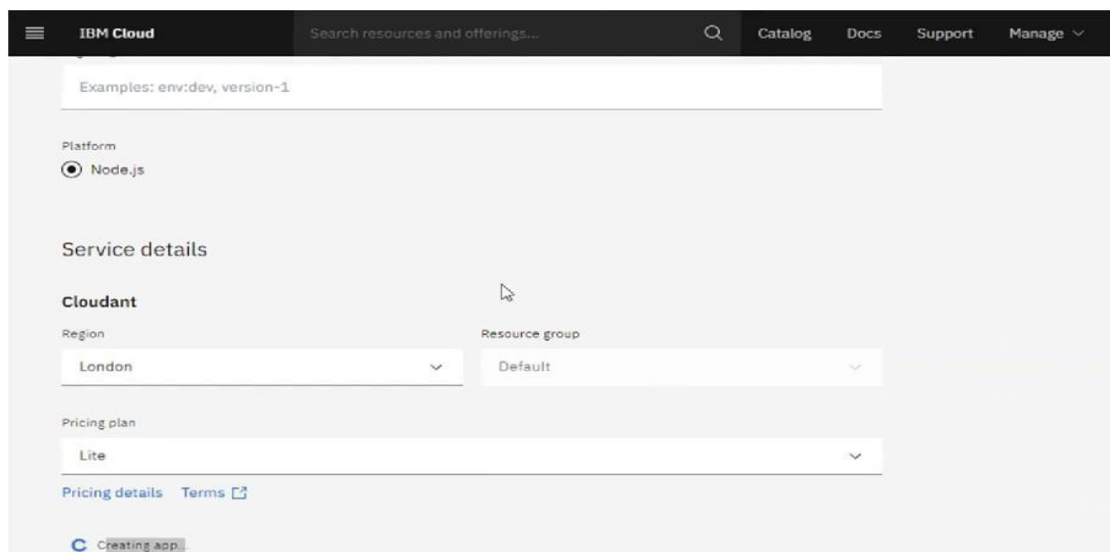 IBM Cloud Search resources and offerings... Catalog Docs Support Manage
Examples: env:dev, version-1
Platform
Node.js
Service details
Cloudant
Region Resource group
London Default
Pricing plan
Lite
Pricing details Terms
Creating app...